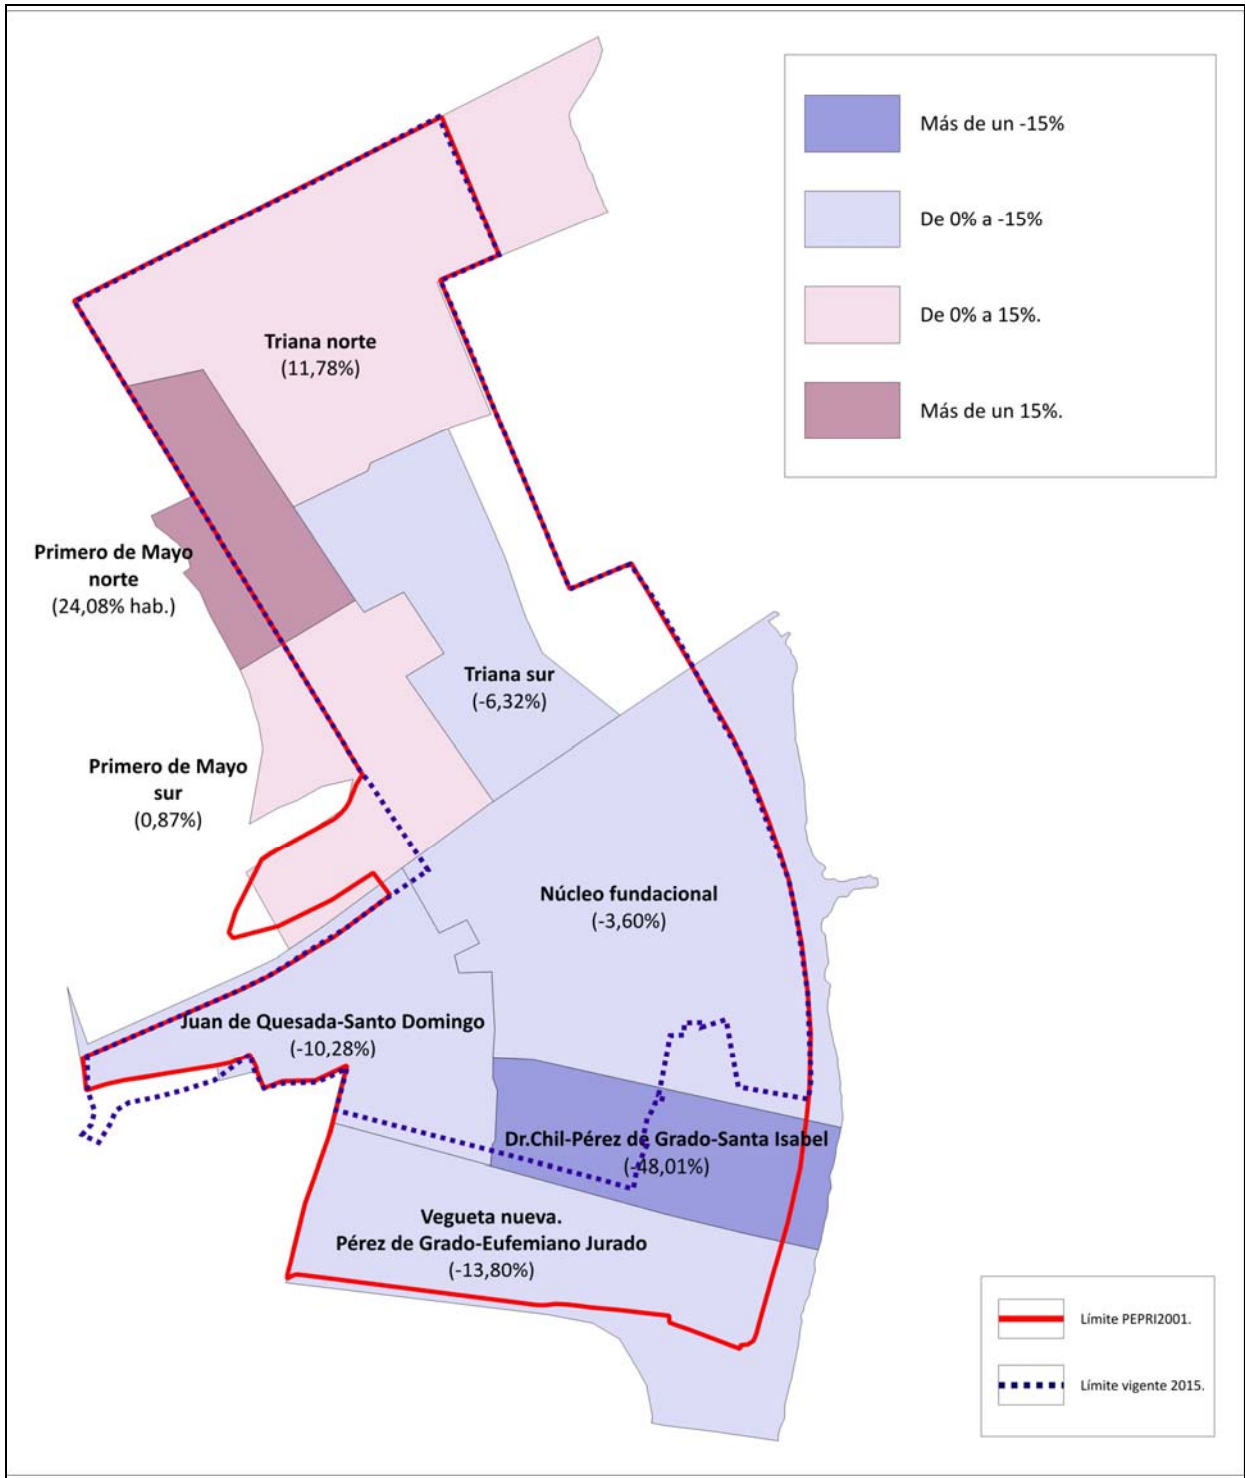 Más de un -15%
De 0% a -15%
De 0% a 15%.
Más de un 15%.
Triana norte
(11,78%)
Primero de Mayo
norte
(24,08% hab.)
Triana sur
(-6,32%)
Primero de Mayo
sur
(0,87%)
Núcleo fundacional
(-3,60%)
Juan de Quesada-Santo Domingo
(-10,28%)
Dr.Chil-Pérez de Grado-Santa Isabel
(-48,01%)
Vegueta nueva.
Pérez de Grado-Eufemiano Jurado
(-13,80%)
Límite PEPRI2001.
Límite vigente 2015.